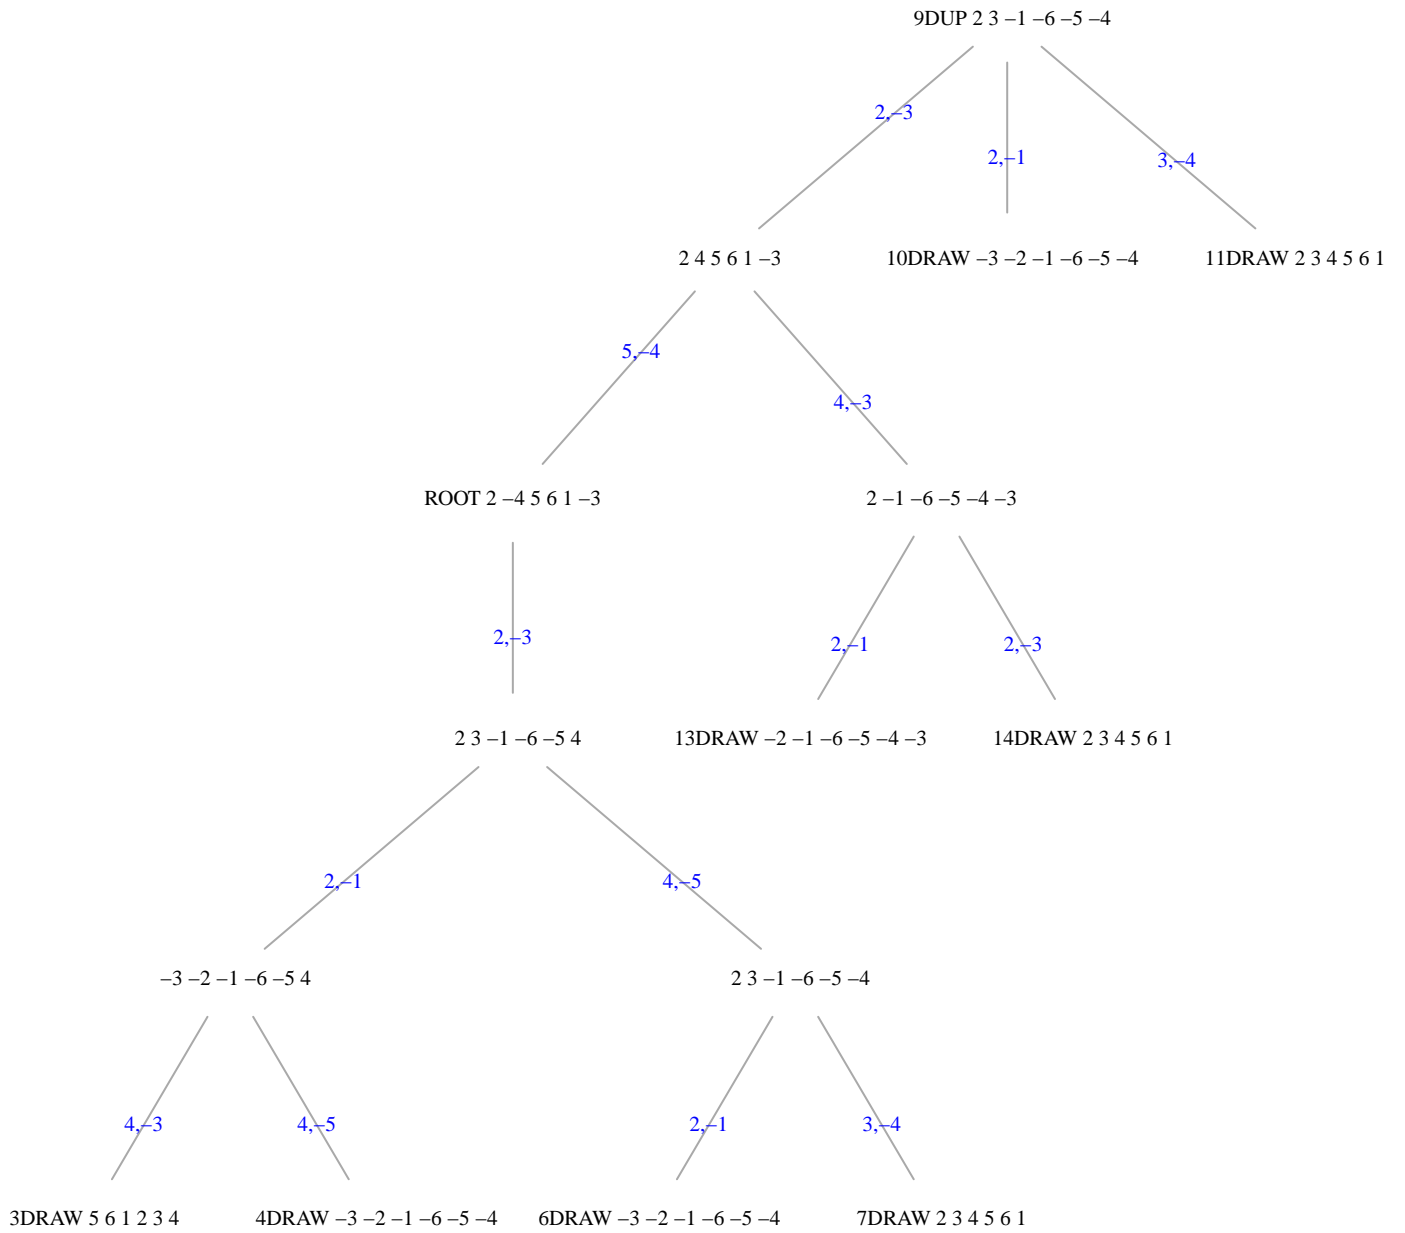 9DUP 2 3 –1 –6 –5 –4
2,–3
2,–1
3,–4
2 4 5 6 1 –3
10DRAW –3 –2 –1 –6 –5 –4
11DRAW 2 3 4 5 6 1
5,–4
4,–3
ROOT 2 –4 5 6 1 –3
2 –1 –6 –5 –4 –3
2,–3
2,–1
2,–3
2 3 –1 –6 –5 4
13DRAW –2 –1 –6 –5 –4 –3
14DRAW 2 3 4 5 6 1
2,–1
4,–5
–3 –2 –1 –6 –5 4
2 3 –1 –6 –5 –4
4,–3
4,–5
2,–1
3,–4
3DRAW 5 6 1 2 3 4
4DRAW –3 –2 –1 –6 –5 –4
6DRAW –3 –2 –1 –6 –5 –4
7DRAW 2 3 4 5 6 1